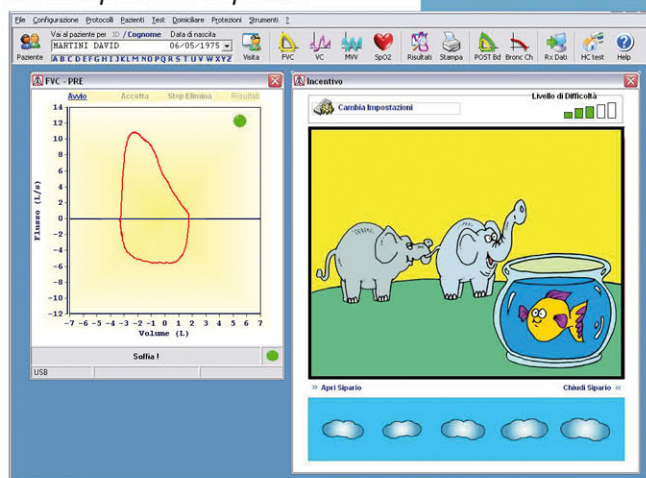 File Configurazione Protocolli Pazienti Test Domiciliare Protezioni Strumenti ?
Vai al paziente per ID / Cognome Data di nascita
MARTINI DAVID 06/05/1975
A B C D E F G H I J K L M N O P Q R S T U V W X Y Z
Paziente Visita FVC VC MVV SpO2 Risultati Stampa POST Bd Bronc Ch Rx Dati HC test Help
FVC - PRE
Avvio Accetta Stop Elimina Risultati
14
12
10
8
6
4
2
0
-2
-4
-6
-8
-10
-12
Flusso (L/s)
-7 -6 -5 -4 -3 -2 -1 0 1 2 3 4 5 6 7
Volume (L)
Soffia !
USB
Incentivo
Cambia Impostazioni
Livello di Difficoltà
>> Apri Sipario
Chiudi Sipario <<